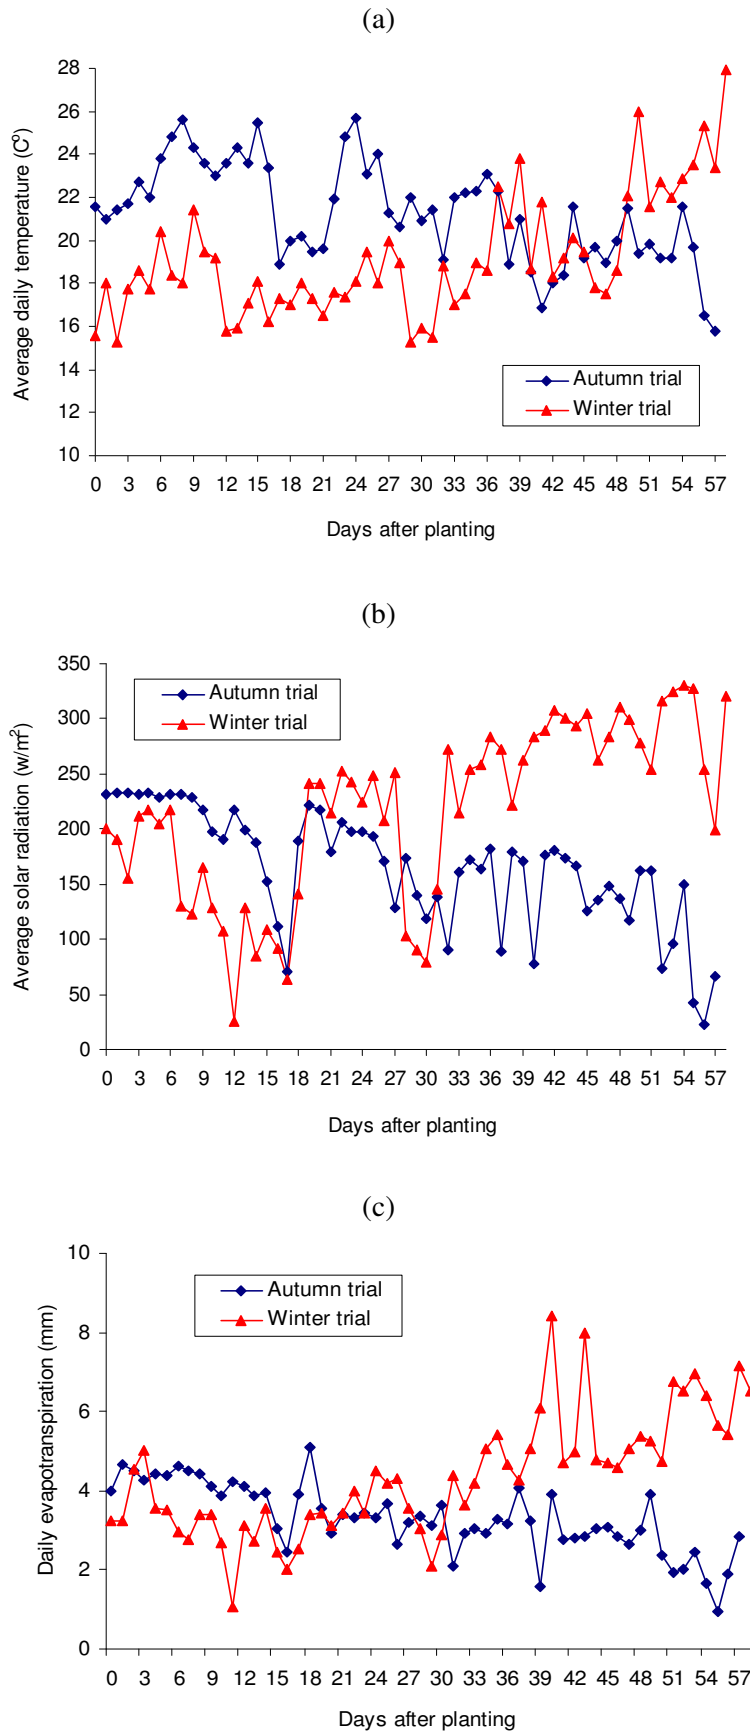 (a)
28
26
24
22
20
18
16
14
12
10
Average daily temperature (C°)
Autumn trial
Winter trial
0 3 6 9 12 15 18 21 24 27 30 33 36 39 42 45 48 51 54 57
Days after planting
(b)
350
300
250
200
150
100
50
0
Average solar radiation (w/m²)
Autumn trial
Winter trial
0 3 6 9 12 15 18 21 24 27 30 33 36 39 42 45 48 51 54 57
Days after planting
(c)
10
8
6
4
2
0
Daily evapotranspiration (mm)
Autumn trial
Winter trial
0 3 6 9 12 15 18 21 24 27 30 33 36 39 42 45 48 51 54 57
Days after planting